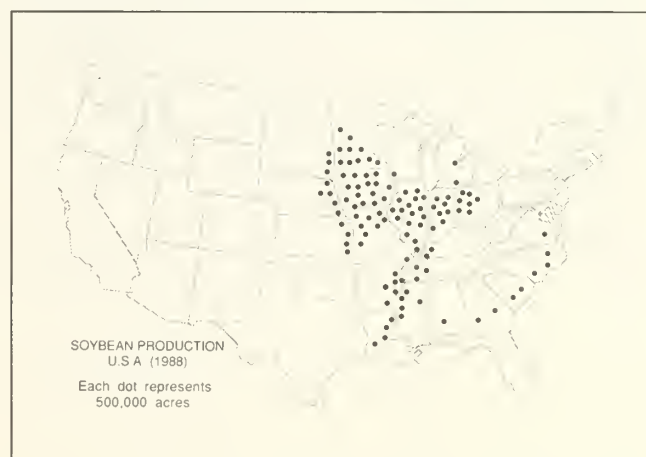 SOYBEAN PRODUCTION
U.S.A (1988)
Each dot represents
500,000 acres